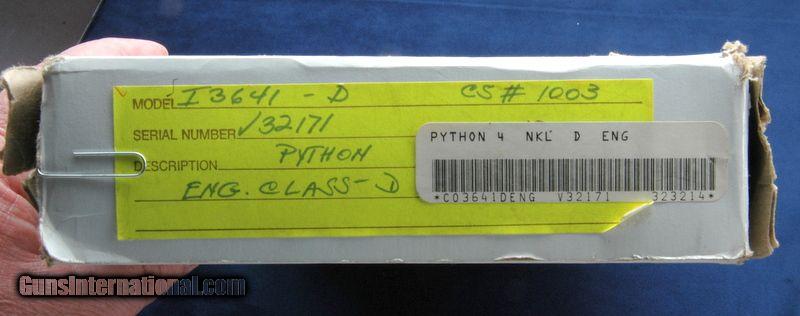 MODEL I3641-D CS# 1003
SERIAL NUMBER V32171
DESCRIPTION PYTHON
ENG. CLASS-D
PYTHON 4 NKL D ENG
*CO3641DENG V32171 323214*
GunsInternational.com